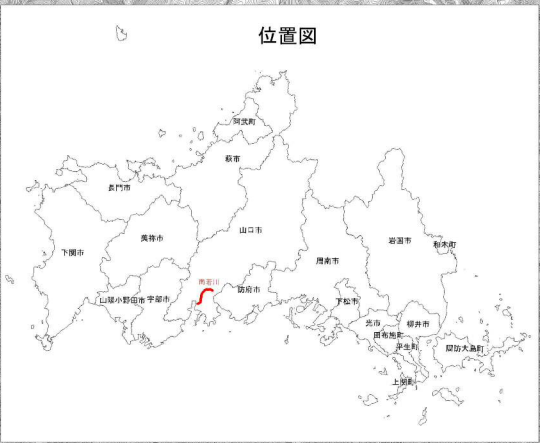 位置図
阿武町
萩市
長門市
山口市
美祢市
岩国市
和木町
下関市
周南市
南若川
防府市
山陽小野田市
宇部市
下松市
光市
柳井市
田布施町
平生町
周防大島町
上関町